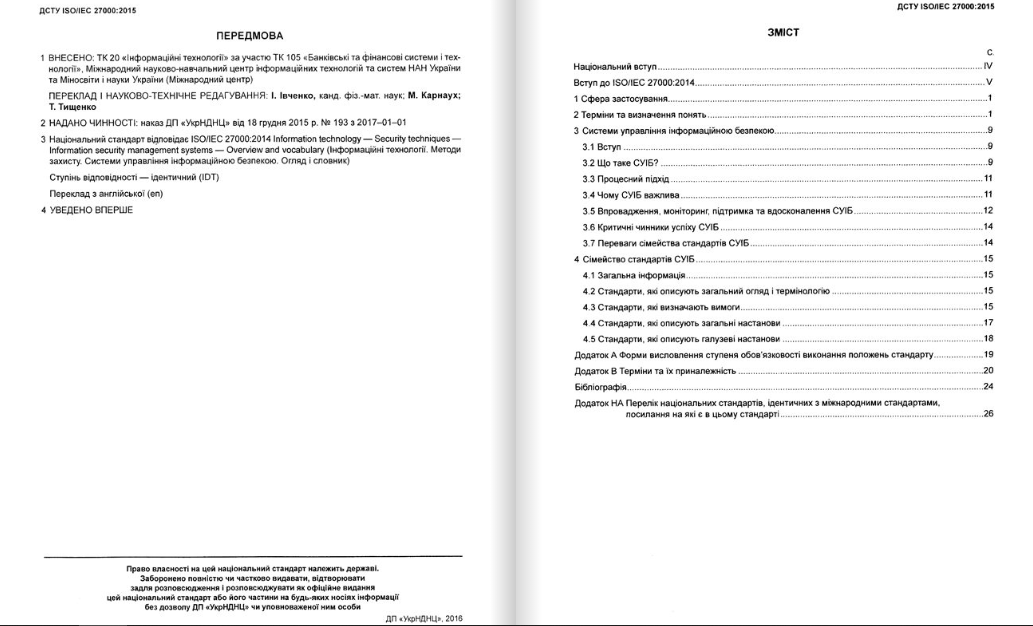 ДСТУ ISO/IEC 27000:2015
ПЕРЕДМОВА
1 ВНЕСЕНО: ТК 20 «Інформаційні технології» за участю ТК 105 «Банківські та фінансові системи і тех-
нології», Міжнародний науково-навчальний центр інформаційних технологій та систем НАН України
та Міносвіти і науки України (Міжнародний центр)
ПЕРЕКЛАД І НАУКОВО-ТЕХНІЧНЕ РЕДАГУВАННЯ: І. Івченко, канд. фіз.-мат. наук; М. Карнаух;
Т. Тищенко
2 НАДАНО ЧИННОСТІ: наказ ДП «УкрНДНЦ» від 18 грудня 2015 р. № 193 з 2017–01–01
3 Національний стандарт відповідає ISO/IEC 27000:2014 Information technology — Security techniques —
Information security management systems — Overview and vocabulary (Інформаційні технології. Методи
захисту. Системи управління інформаційною безпекою. Огляд і словник)
Ступінь відповідності — ідентичний (IDT)
Переклад з англійської (en)
4 УВЕДЕНО ВПЕРШЕ
Право власності на цей національний стандарт належить державі.
Заборонено повністю чи частково видавати, відтворювати
задля розповсюдження і розповсюджувати як офіційне видання
цей національний стандарт або його частини на будь-яких носіях інформації
без дозволу ДП «УкрНДНЦ» чи уповноваженої ним особи
ДП «УкрНДНЦ», 2016
ДСТУ ISO/IEC 27000:2015
ЗМІСТ
С.
Національний вступ IV
Вступ до ISO/IEC 27000:2014 V
1 Сфера застосування 1
2 Терміни та визначення понять 1
3 Системи управління інформаційною безпекою 9
3.1 Вступ 9
3.2 Що таке СУІБ? 9
3.3 Процесний підхід 11
3.4 Чому СУІБ важлива 11
3.5 Впровадження, моніторинг, підтримка та вдосконалення СУІБ 12
3.6 Критичні чинники успіху СУІБ 14
3.7 Переваги сімейства стандартів СУІБ 14
4 Сімейство стандартів СУІБ 15
4.1 Загальна інформація 15
4.2 Стандарти, які описують загальний огляд і термінологію 15
4.3 Стандарти, які визначають вимоги 15
4.4 Стандарти, які описують загальні настанови 17
4.5 Стандарти, які описують галузеві настанови 18
Додаток А Форми висловлення ступеня обов'язковості виконання положень стандарту 19
Додаток В Терміни та їх приналежність 20
Бібліографія 24
Додаток НА Перелік національних стандартів, ідентичних з міжнародними стандартами,
посилання на які є в цьому стандарті 26